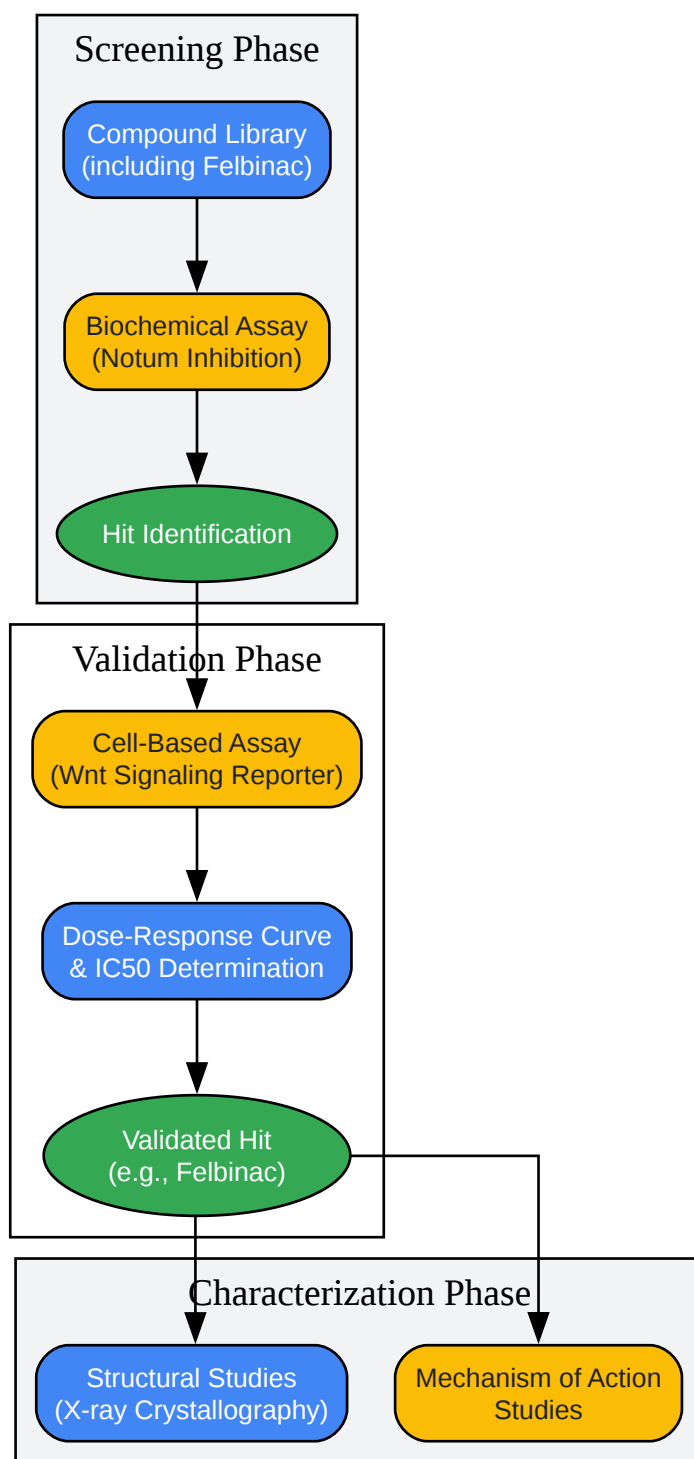 Screening Phase
Compound Library
(including Felbinac)
Biochemical Assay
(Notum Inhibition)
Hit Identification
Validation Phase
Cell-Based Assay
(Wnt Signaling Reporter)
Dose-Response Curve
& IC50 Determination
Validated Hit
(e.g., Felbinac)
Characterization Phase
Structural Studies
(X-ray Crystallography)
Mechanism of Action
Studies